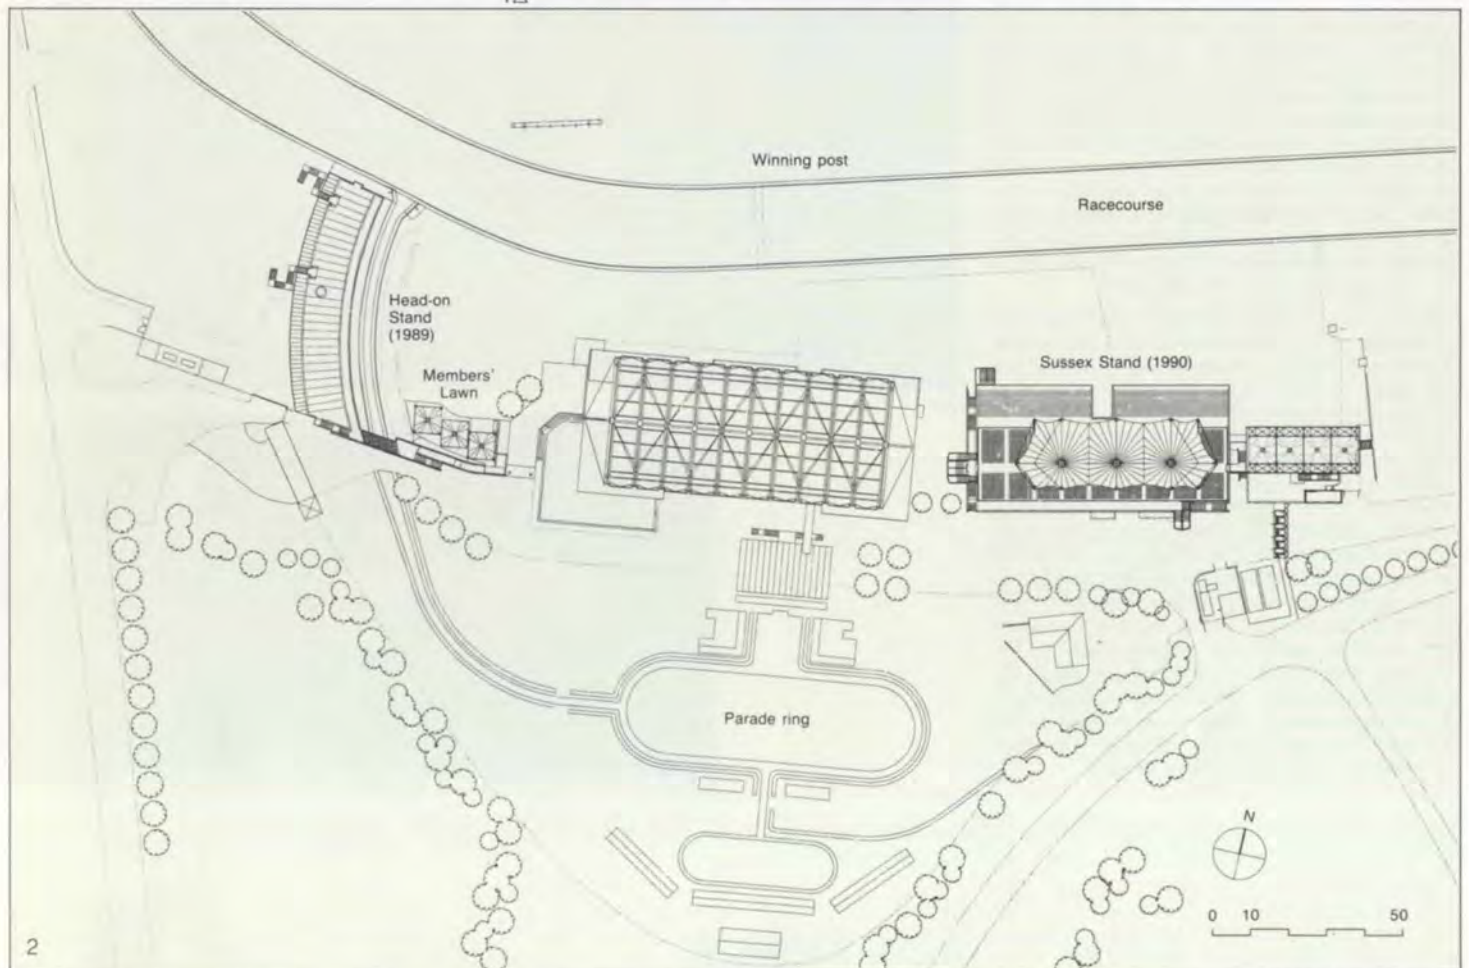 Winning post
Racecourse
Head-on
Stand
(1989)
Members'
Lawn
Sussex Stand (1990)
Parade ring
N
0 10 50
2